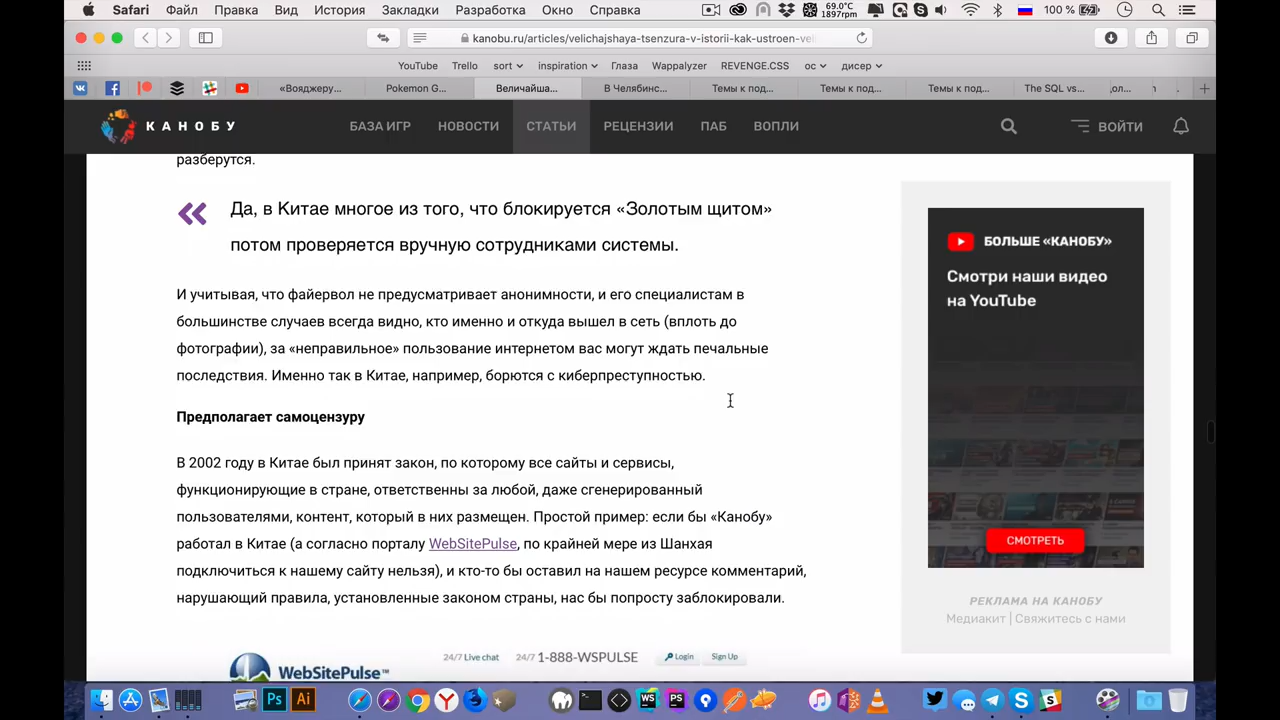 Safari Файл Правка Вид История Закладки Разработка Окно Справка 69.0°C 1897rpm 100 %
kanobu.ru/articles/velichajshaya-tsenzura-v-istorii-kak-ustroen-vel
YouTube Trello sort inspiration Глаза Wappalyzer REVENGE.CSS ос дисер
«Вояджеру... Pokemon G... Величайша... В Челябинс... Темы к под... Темы к под... Темы к под... The SQL vs...
КАНОБУ БАЗА ИГР НОВОСТИ СТАТЬИ РЕЦЕНЗИИ ПАБ ВОПЛИ ВОЙТИ
разберутся.
Да, в Китае многое из того, что блокируется «Золотым щитом»
потом проверяется вручную сотрудниками системы.
И учитывая, что файервол не предусматривает анонимности, и его специалистам в
большинстве случаев всегда видно, кто именно и откуда вышел в сеть (вплоть до
фотографии), за «неправильное» пользование интернетом вас могут ждать печальные
последствия. Именно так в Китае, например, борются с киберпреступностью.
Предполагает самоцензуру
В 2002 году в Китае был принят закон, по которому все сайты и сервисы,
функционирующие в стране, ответственны за любой, даже сгенерированный
пользователями, контент, который в них размещен. Простой пример: если бы «Канобу»
работал в Китае (а согласно порталу WebSitePulse, по крайней мере из Шанхая
подключиться к нашему сайту нельзя), и кто-то бы оставил на нашем ресурсе комментарий,
нарушающий правила, установленные законом страны, нас бы попросту заблокировали.
24/7 Live chat 24/7 1-888-WSPULSE Login Sign Up
WebSitePulse™
БОЛЬШЕ «КАНОБУ»
Смотри наши видео
на YouTube
СМОТРЕТЬ
РЕКЛАМА НА КАНОБУ
Медиакит | Свяжитесь с нами
Ps Ai WS PS